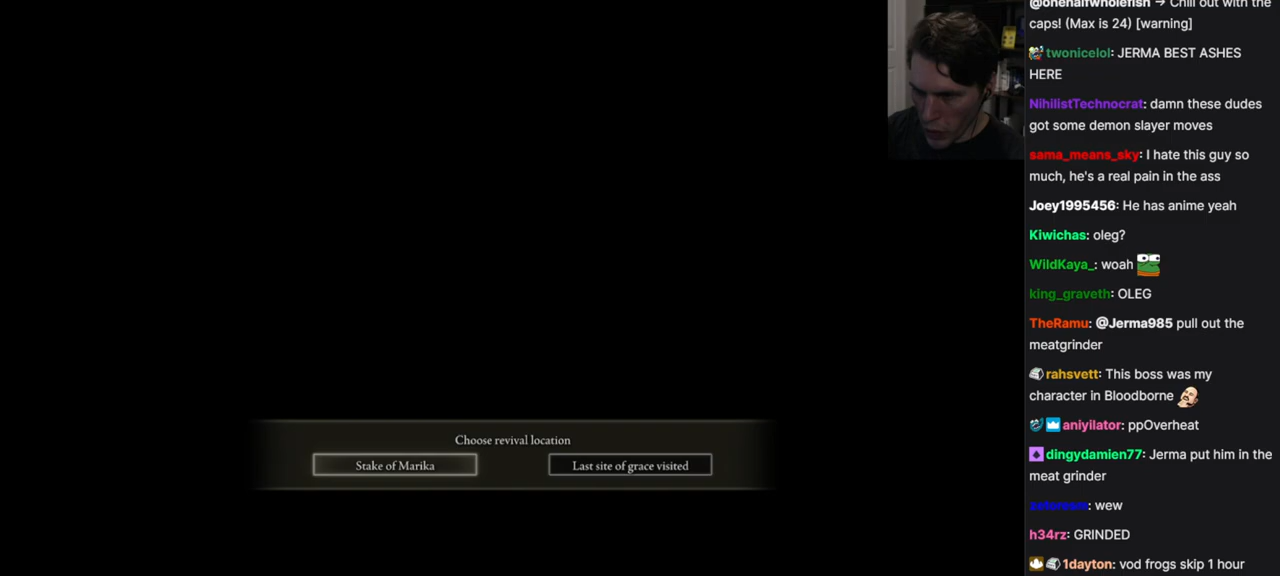 @onehalfwholefish → Chill out with the
caps! (Max is 24) [warning]
twonicelol: JERMA BEST ASHES
HERE
NihilistTechnocrat: damn these dudes
got some demon slayer moves
sama_means_sky: I hate this guy so
much, he's a real pain in the ass
Joey1995456: He has anime yeah
Kiwichas: oleg?
WildKaya_: woah
king_graveth: OLEG
TheRamu: @Jerma985 pull out the
meatgrinder
rahsvett: This boss was my
character in Bloodborne
aniyilator: ppOverheat
dingydamien77: Jerma put him in the
meat grinder
: wew
h34rz: GRINDED
1dayton: vod frogs skip 1 hour
Choose revival location
Stake of Marika
Last site of grace visited